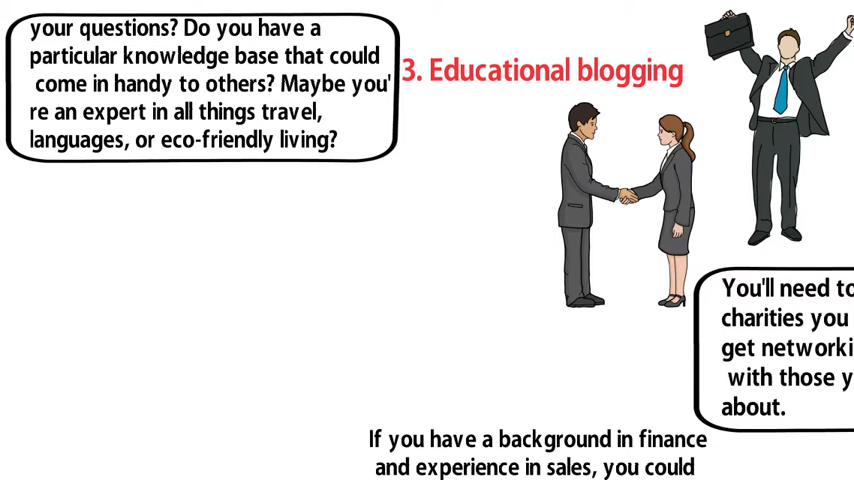 your questions? Do you have a
particular knowledge base that could
come in handy to others? Maybe you'
re an expert in all things travel,
languages, or eco-friendly living?
3. Educational blogging
You'll need to
charities you
get networki
with those y
about.
If you have a background in finance
and experience in sales, you could